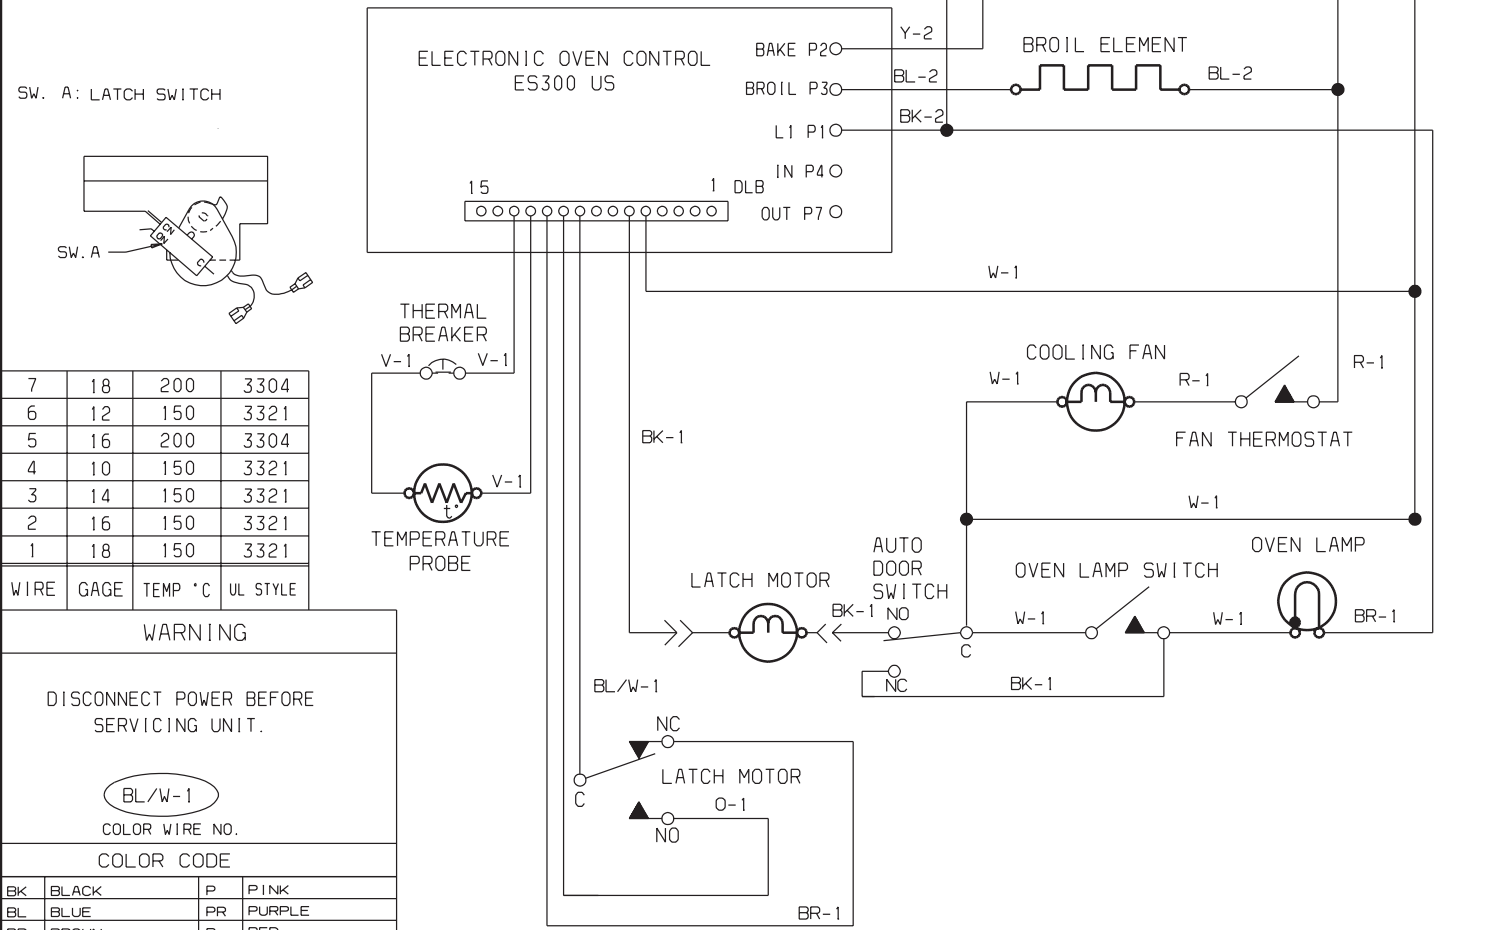 ELECTRONIC OVEN CONTROL
ES300 US
BAKE P2
Y-2
BROIL P3
BL-2
BROIL ELEMENT
BL-2
L1 P1
BK-2
IN P4
OUT P7
15
1
DLB
SW. A: LATCH SWITCH
SW. A
CN
ON
C
W-1
THERMAL
BREAKER
V-1
V-1
V-1
t°
TEMPERATURE
PROBE
BK-1
COOLING FAN
W-1
R-1
R-1
FAN THERMOSTAT
W-1
OVEN LAMP
AUTO
DOOR
SWITCH
NO
BK-1
LATCH MOTOR
C
NC
OVEN LAMP SWITCH
W-1
W-1
BR-1
BK-1
BL/W-1
NC
LATCH MOTOR
C
O-1
NO
BR-1
7 18 200 3304
6 12 150 3321
5 16 200 3304
4 10 150 3321
3 14 150 3321
2 16 150 3321
1 18 150 3321
WIRE GAGE TEMP °C UL STYLE
WARNING
DISCONNECT POWER BEFORE
SERVICING UNIT.
BL/W-1
COLOR WIRE NO.
COLOR CODE
BK BLACK P PINK
BL BLUE PR PURPLE